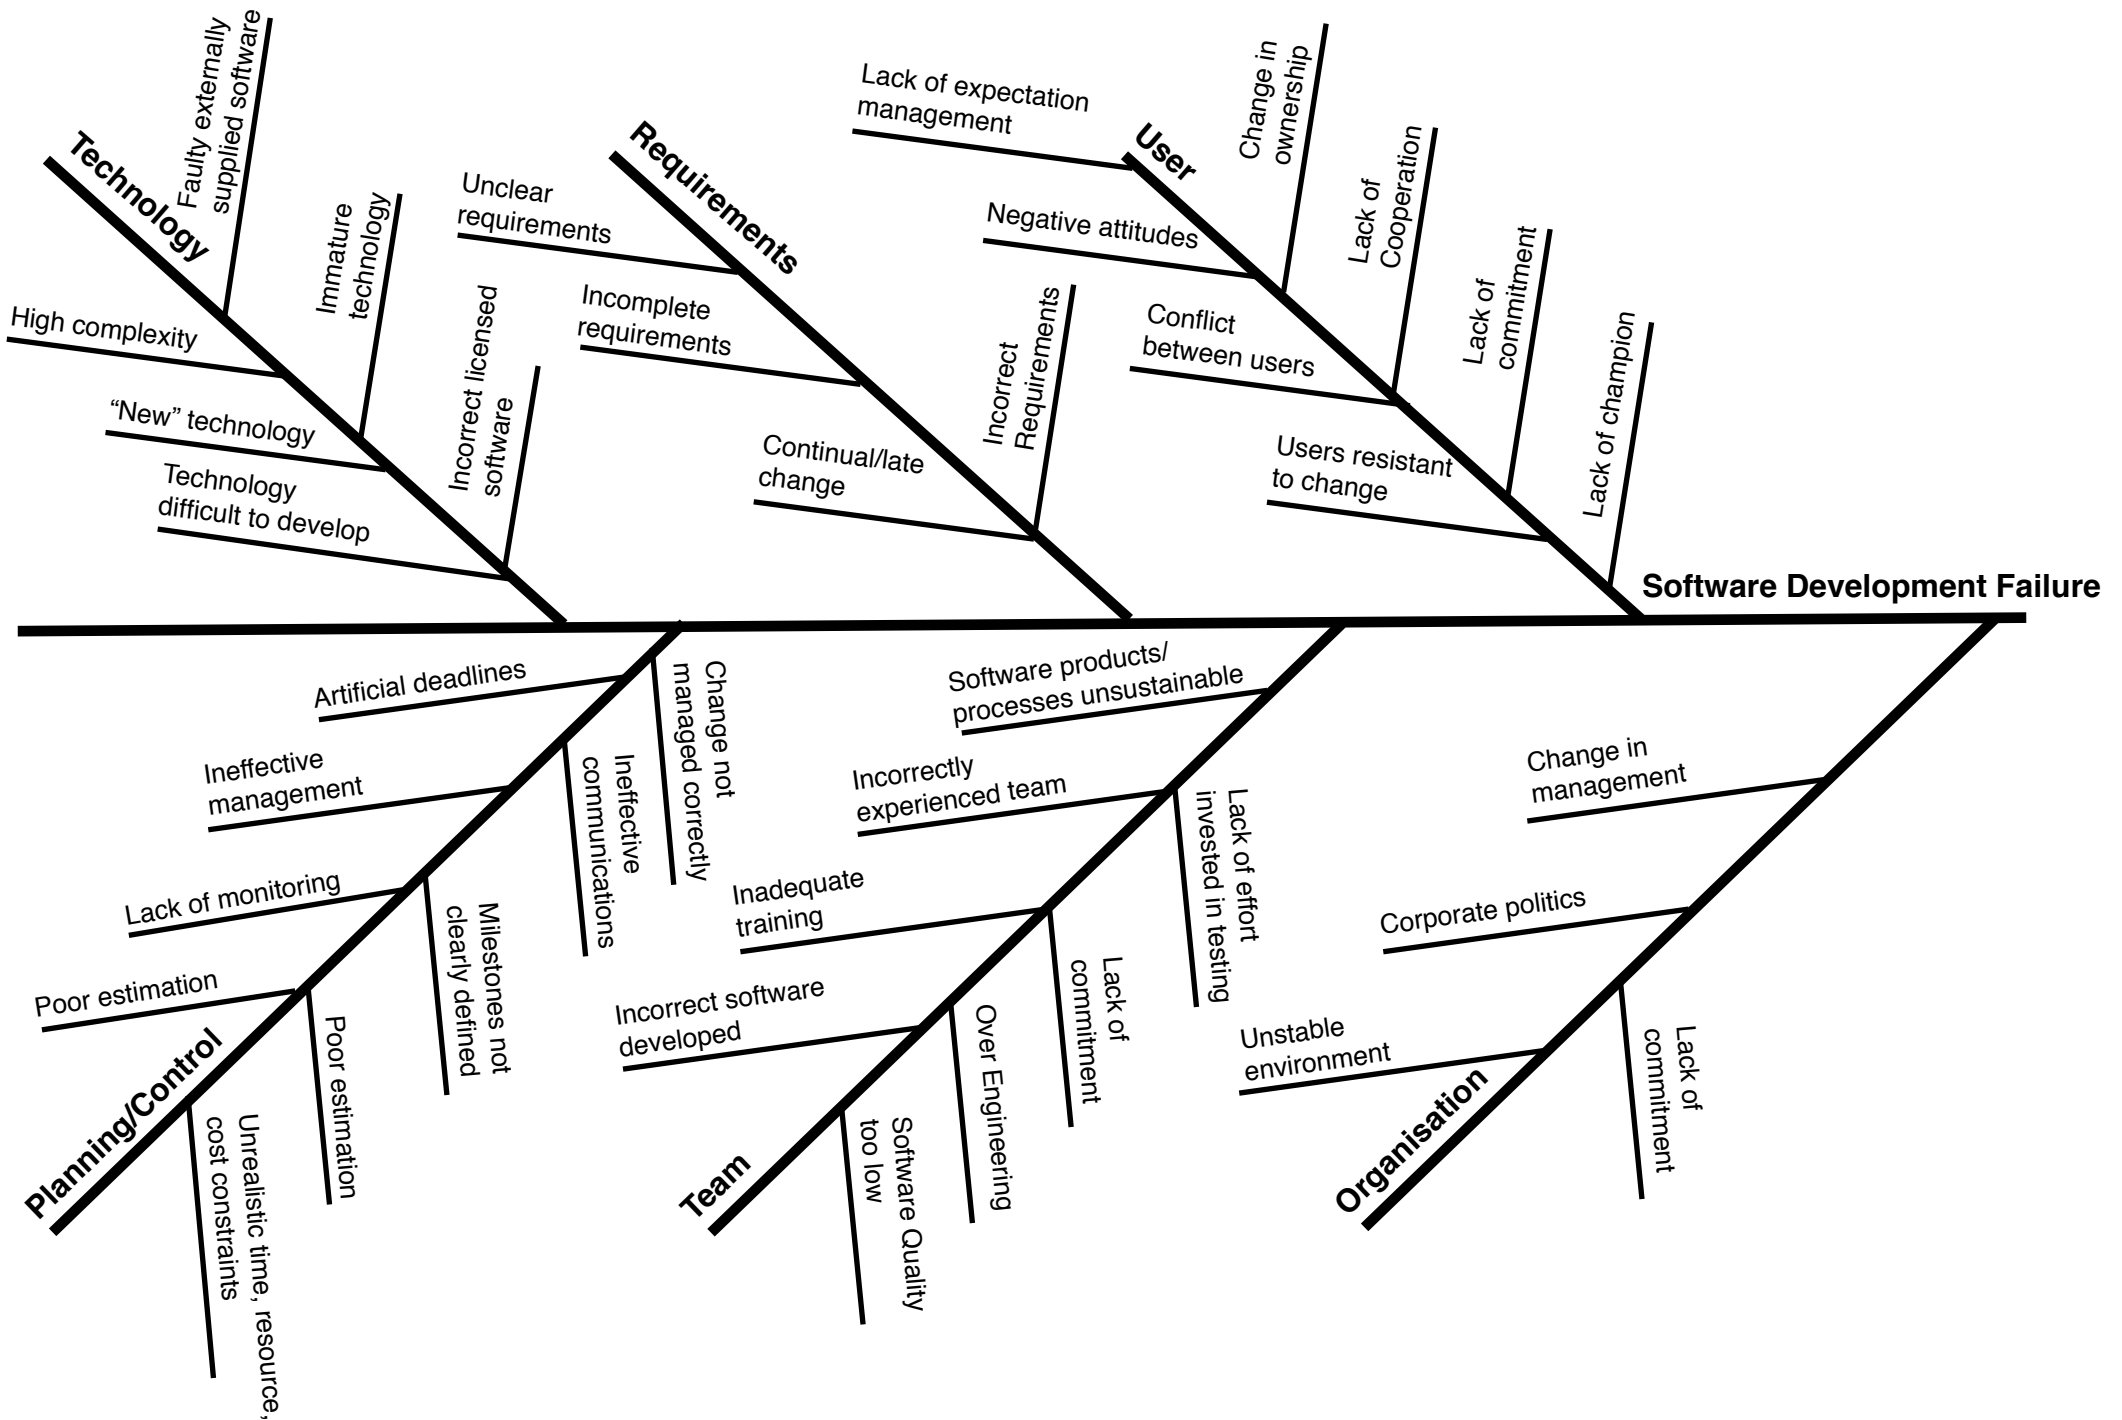 Technology
Faulty externally
supplied software
High complexity
Immature
technology
“New” technology
Technology
difficult to develop
Incorrect licensed
software
Requirements
Unclear
requirements
Incomplete
requirements
Continual/late
change
Incorrect
Requirements
User
Lack of expectation
management
Change in
ownership
Negative attitudes
Lack of
Cooperation
Conflict
between users
Lack of
commitment
Users resistant
to change
Lack of champion
Software Development Failure
Planning/Control
Artificial deadlines
Change not
managed correctly
Ineffective
management
Ineffective
communications
Lack of monitoring
Milestones not
clearly defined
Poor estimation
Poor estimation
Unrealistic time, resource,
cost constraints
Team
Software products/
processes unsustainable
Incorrectly
experienced team
Lack of effort
invested in testing
Inadequate
training
Lack of
commitment
Incorrect software
developed
Over Engineering
Software Quality
too low
Organisation
Change in
management
Corporate politics
Unstable
environment
Lack of
commitment